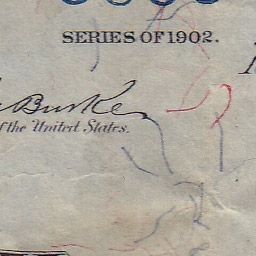 SERIES OF 1902.
Burke
of the United States.